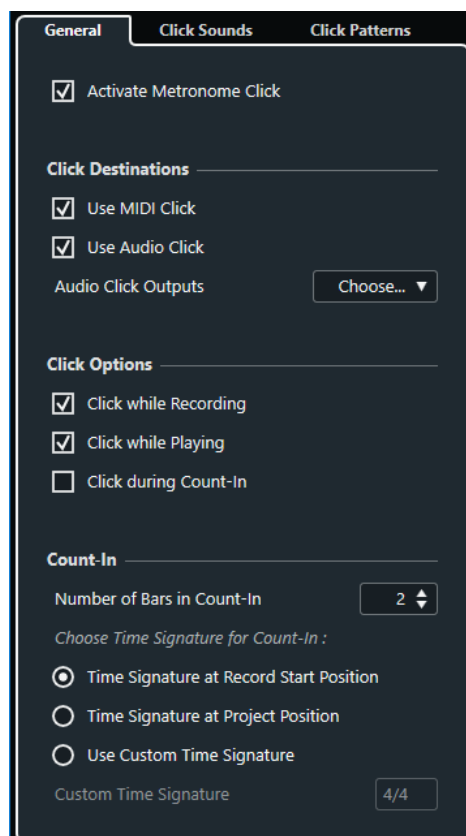 General Click Sounds Click Patterns
Activate Metronome Click
Click Destinations
Use MIDI Click
Use Audio Click
Audio Click Outputs Choose...
Click Options
Click while Recording
Click while Playing
Click during Count-In
Count-In
Number of Bars in Count-In 2
Choose Time Signature for Count-In :
Time Signature at Record Start Position
Time Signature at Project Position
Use Custom Time Signature
Custom Time Signature 4/4